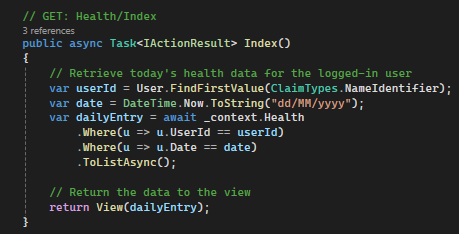 // GET: Health/Index
3 references
public async Task<IActionResult> Index()
{
// Retrieve today's health data for the logged-in user
var userId = User.FindFirstValue(ClaimTypes.NameIdentifier);
var date = DateTime.Now.ToString("dd/MM/yyyy");
var dailyEntry = await _context.Health
.Where(u => u.UserId == userId)
.Where(u => u.Date == date)
.ToListAsync();
// Return the data to the view
return View(dailyEntry);
}